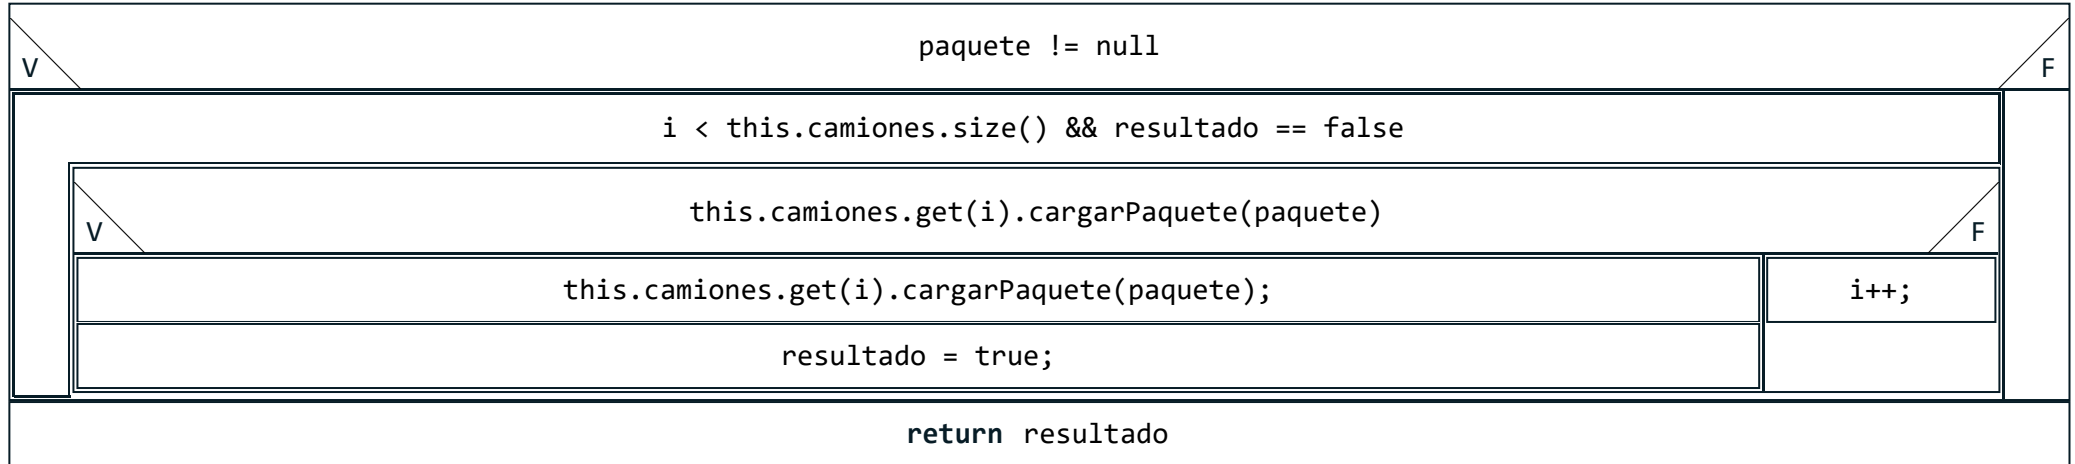 paquete != null
V
F
i < this.camiones.size() && resultado == false
this.camiones.get(i).cargarPaquete(paquete)
V
F
this.camiones.get(i).cargarPaquete(paquete);
i++;
resultado = true;
return resultado